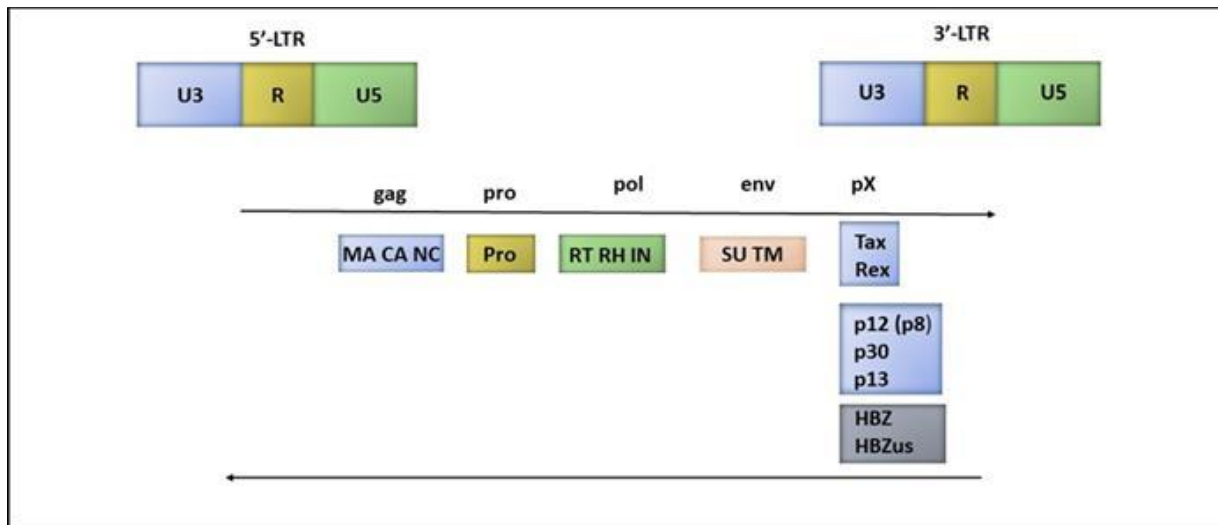 5’-LTR
3’-LTR
U3 R U5
U3 R U5
gag pro pol env pX
MA CA NC
Pro
RT RH IN
SU TM
Tax
Rex
p12 (p8)
p30
p13
HBZ
HBZus